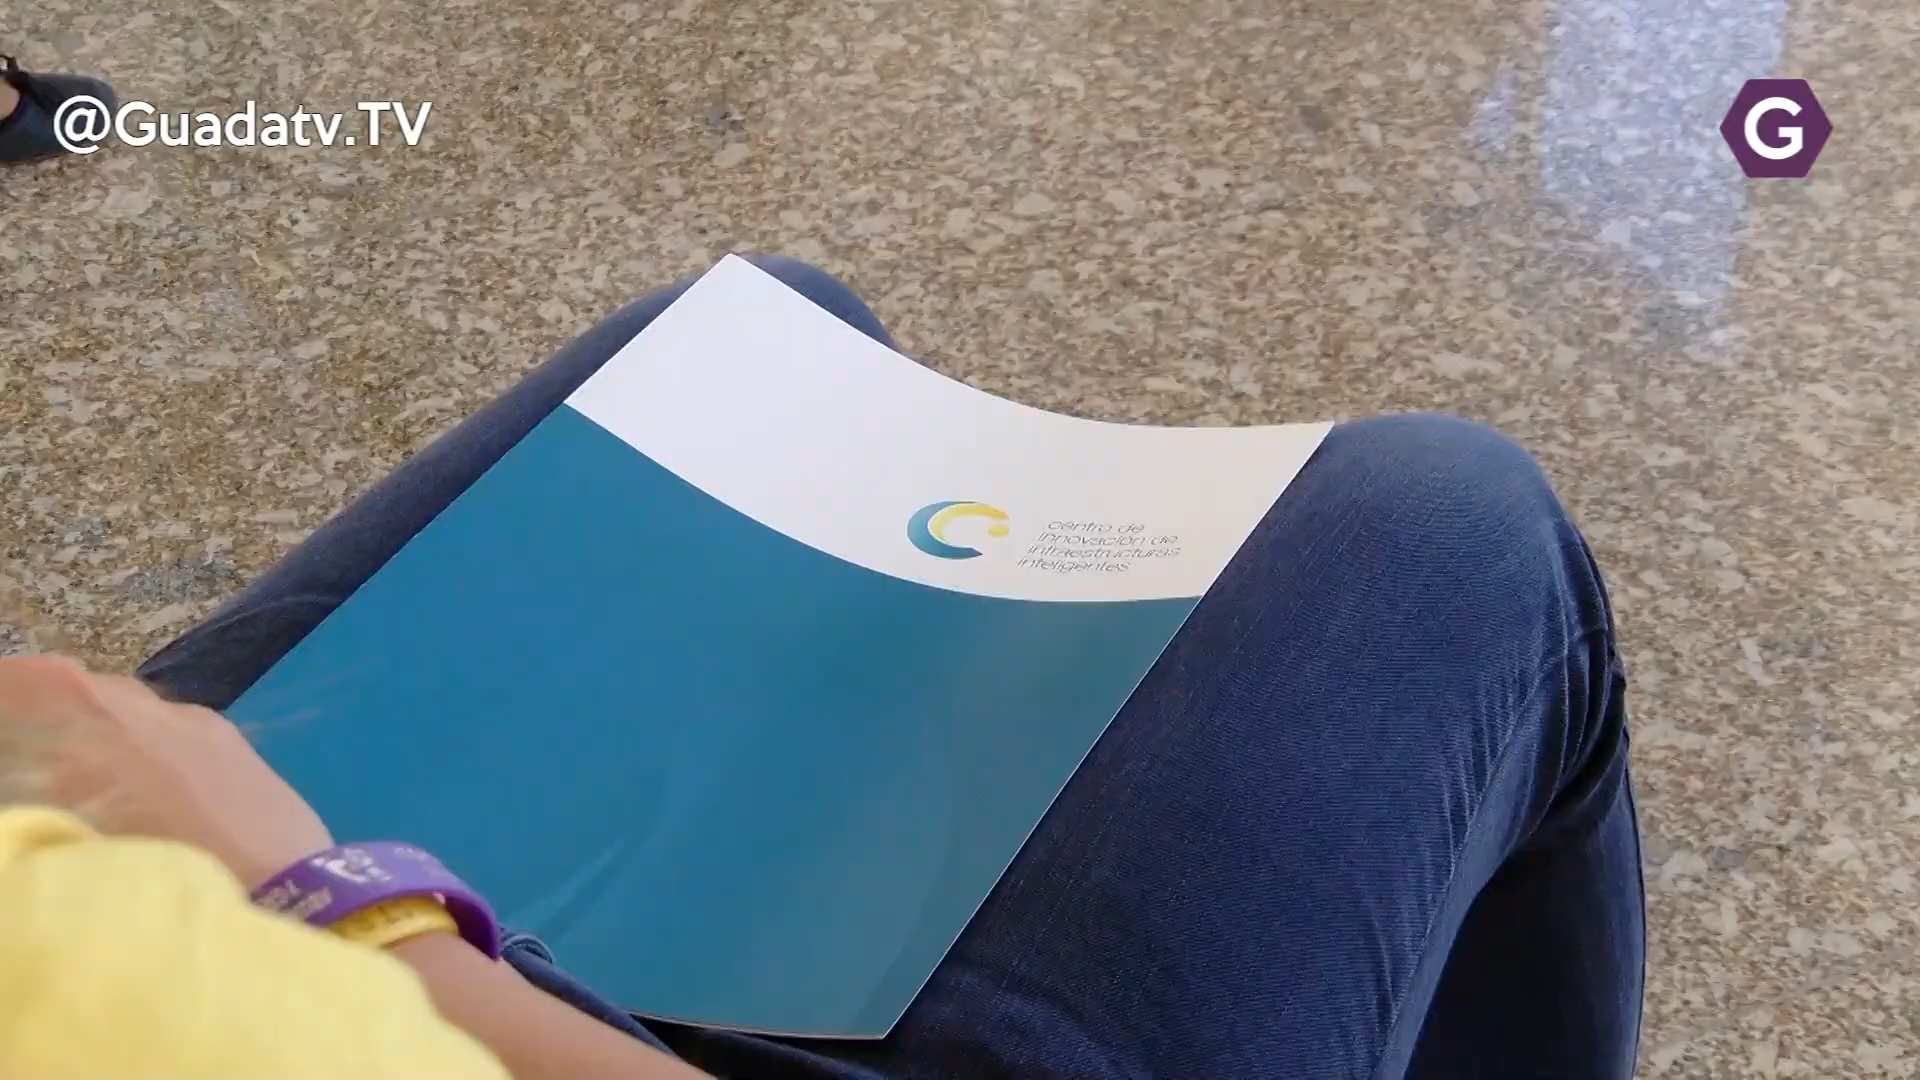 @Guadatv.TV
G
centro de
innovación de
infraestructuras
inteligentes